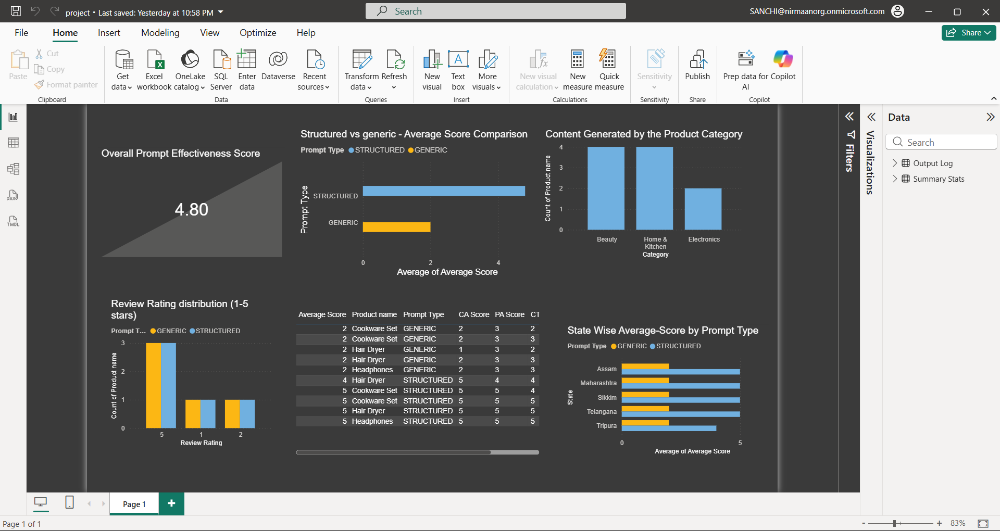 project • Last saved: Yesterday at 10:58 PM
Search
SANCHI@nirmaanorg.onmicrosoft.com
File Home Insert Modeling View Optimize Help
Share
Paste
Cut
Copy
Format painter
Clipboard
Get data
Excel workbook
OneLake catalog
SQL Server
Enter data
Dataverse
Recent sources
Data
Transform data
Refresh
Queries
New visual
Text box
More visuals
Insert
New visual calculation
New measure
Quick measure
Calculations
Sensitivity
Sensitivity
Publish
Share
Prep data for AI
Copilot
Copilot
DAX
TMDL
Overall Prompt Effectiveness Score
4.80
Structured vs generic - Average Score Comparison
Prompt Type STRUCTURED GENERIC
Prompt Type
STRUCTURED
GENERIC
0 2 4
Average of Average Score
Content Generated by the Product Category
Count of Product name
4
3
2
1
0
Beauty
Home & Kitchen
Electronics
Category
Review Rating distribution (1-5
stars)
Prompt T... GENERIC STRUCTURED
Count of Product name
3
2
1
0
5 1 2
Review Rating
Average Score Product name Prompt Type CA Score PA Score CT
2 Cookware Set GENERIC 2 3 2
2 Cookware Set GENERIC 2 3 3
2 Hair Dryer GENERIC 1 3 2
2 Hair Dryer GENERIC 2 3 3
2 Headphones GENERIC 2 3 3
4 Hair Dryer STRUCTURED 5 4 4
5 Cookware Set STRUCTURED 5 5 4
5 Cookware Set STRUCTURED 5 5 5
5 Hair Dryer STRUCTURED 5 5 5
5 Headphones STRUCTURED 5 5 5
State Wise Average-Score by Prompt Type
Prompt Type GENERIC STRUCTURED
State
Assam
Maharashtra
Sikkim
Telangana
Tripura
0 5
Average of Average Score
Filters
Visualizations
Data
Search
Output Log
Summary Stats
Page 1
+
Page 1 of 1
- + 83%